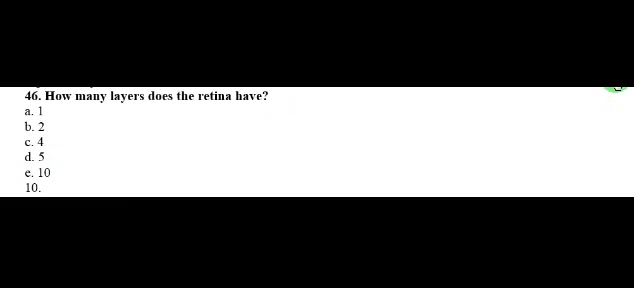 46. How many layers does the retina have?
a. 1
b. 2
c. 4
d. 5
e. 10
10.